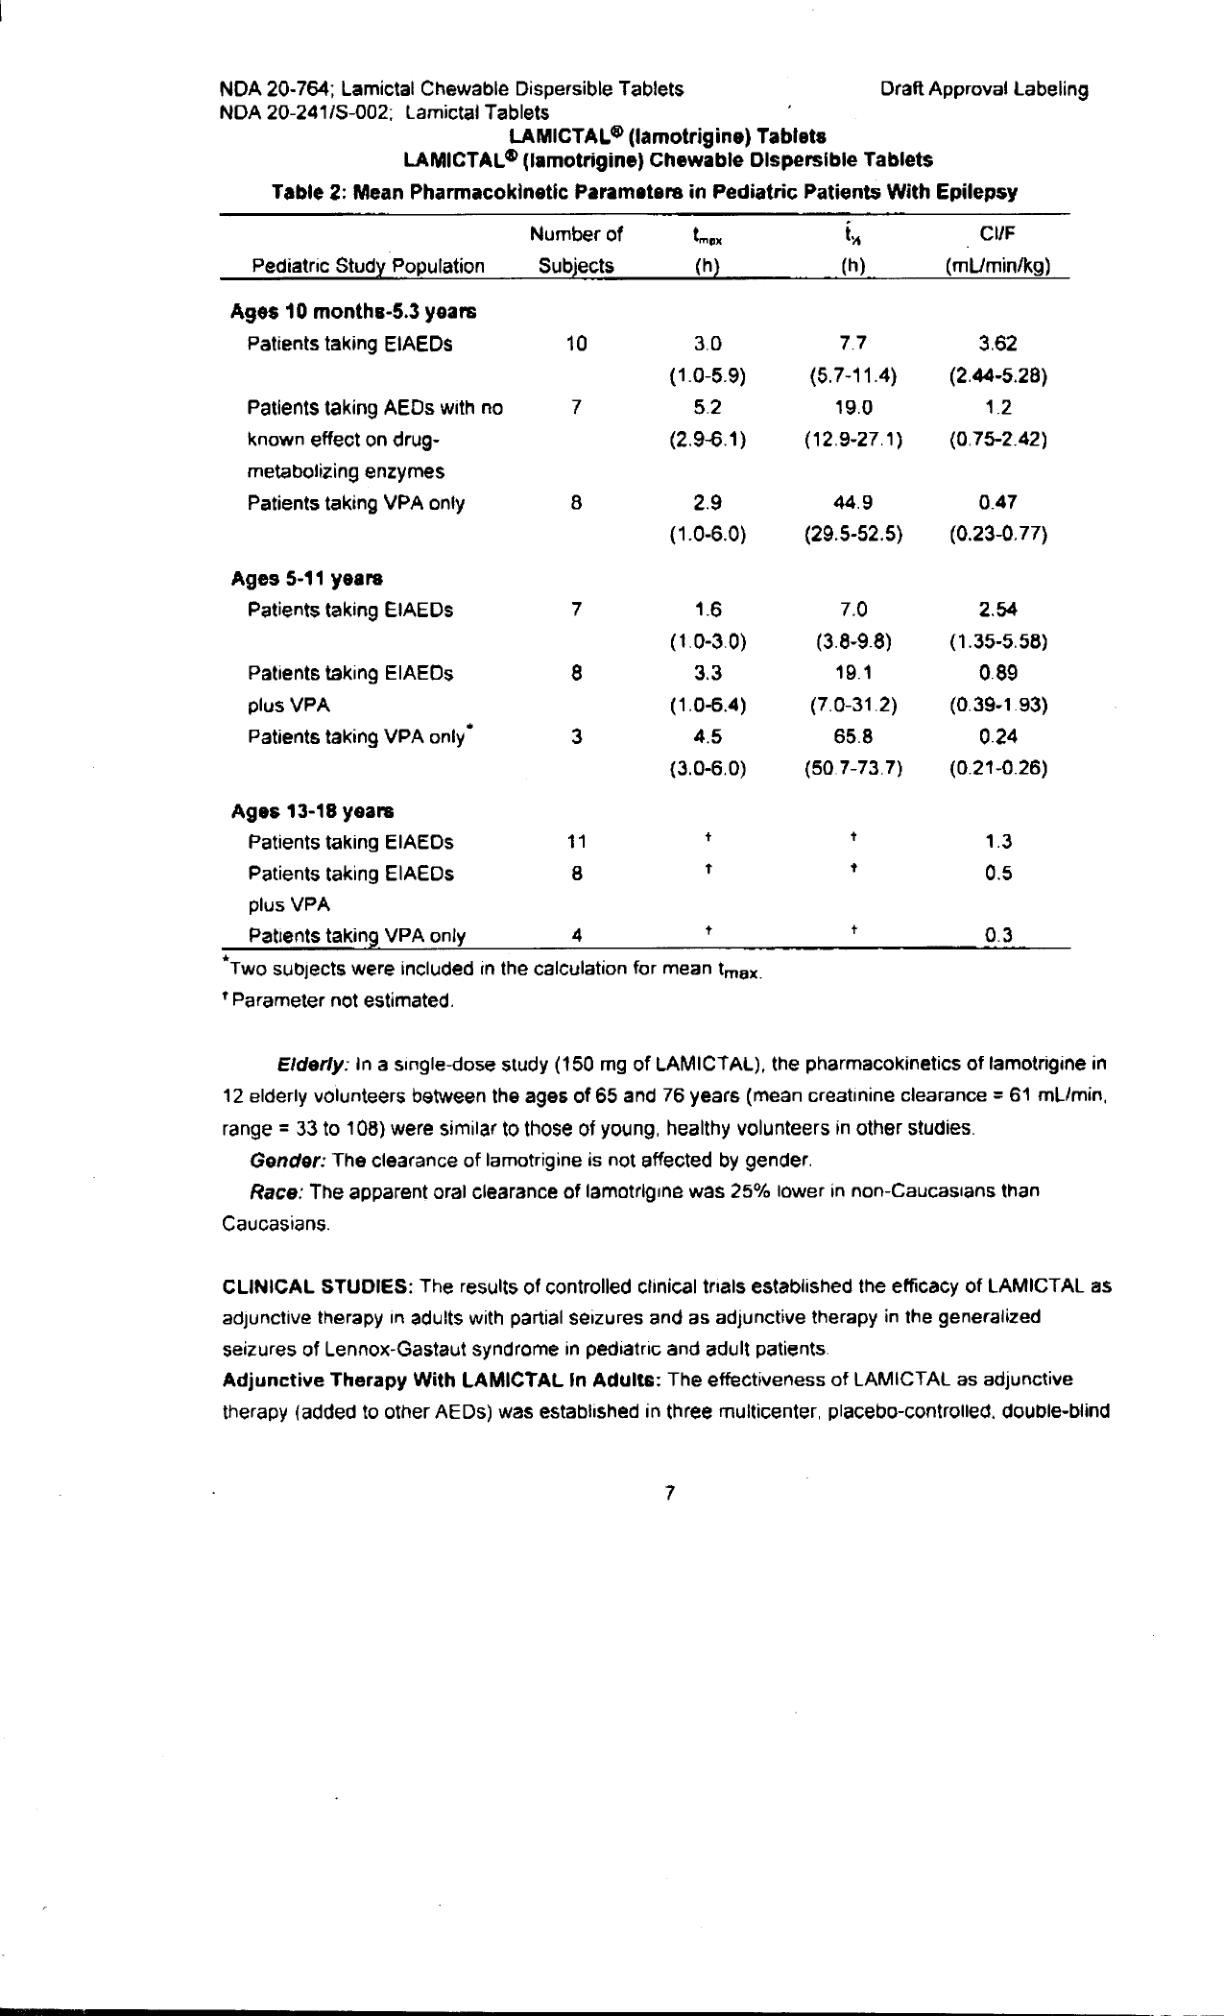 NDA 20-764; Lamictal Chewable Dispersible Tablets Draft Approval Labeling
NDA 20-241/S-002; Lamictal Tablets
LAMICTAL® (lamotrigine) Tablets
LAMICTAL® (lamotrigine) Chewable Dispersible Tablets
Table 2: Mean Pharmacokinetic Parameters in Pediatric Patients With Epilepsy
Number of tmax t½ Cl/F
Pediatric Study Population Subjects (h) (h) (mL/min/kg)
Ages 10 months-5.3 years
Patients taking EIAEDs 10 3.0 7.7 3.62
(1.0-5.9) (5.7-11.4) (2.44-5.28)
Patients taking AEDs with no 7 5.2 19.0 1.2
known effect on drug- (2.9-6.1) (12.9-27.1) (0.75-2.42)
metabolizing enzymes
Patients taking VPA only 8 2.9 44.9 0.47
(1.0-6.0) (29.5-52.5) (0.23-0.77)
Ages 5-11 years
Patients taking EIAEDs 7 1.6 7.0 2.54
(1.0-3.0) (3.8-9.8) (1.35-5.58)
Patients taking EIAEDs 8 3.3 19.1 0.89
plus VPA (1.0-6.4) (7.0-31.2) (0.39-1.93)
Patients taking VPA only* 3 4.5 65.8 0.24
(3.0-6.0) (50.7-73.7) (0.21-0.26)
Ages 13-18 years
Patients taking EIAEDs 11 † † 1.3
Patients taking EIAEDs 8 † † 0.5
plus VPA
Patients taking VPA only 4 † † 0.3
*Two subjects were included in the calculation for mean tmax.
†Parameter not estimated.
Elderly: In a single-dose study (150 mg of LAMICTAL), the pharmacokinetics of lamotrigine in
12 elderly volunteers between the ages of 65 and 76 years (mean creatinine clearance = 61 mL/min,
range = 33 to 108) were similar to those of young, healthy volunteers in other studies.
Gender: The clearance of lamotrigine is not affected by gender.
Race: The apparent oral clearance of lamotrigine was 25% lower in non-Caucasians than
Caucasians.
CLINICAL STUDIES: The results of controlled clinical trials established the efficacy of LAMICTAL as
adjunctive therapy in adults with partial seizures and as adjunctive therapy in the generalized
seizures of Lennox-Gastaut syndrome in pediatric and adult patients.
Adjunctive Therapy With LAMICTAL in Adults: The effectiveness of LAMICTAL as adjunctive
therapy (added to other AEDs) was established in three multicenter, placebo-controlled, double-blind
7